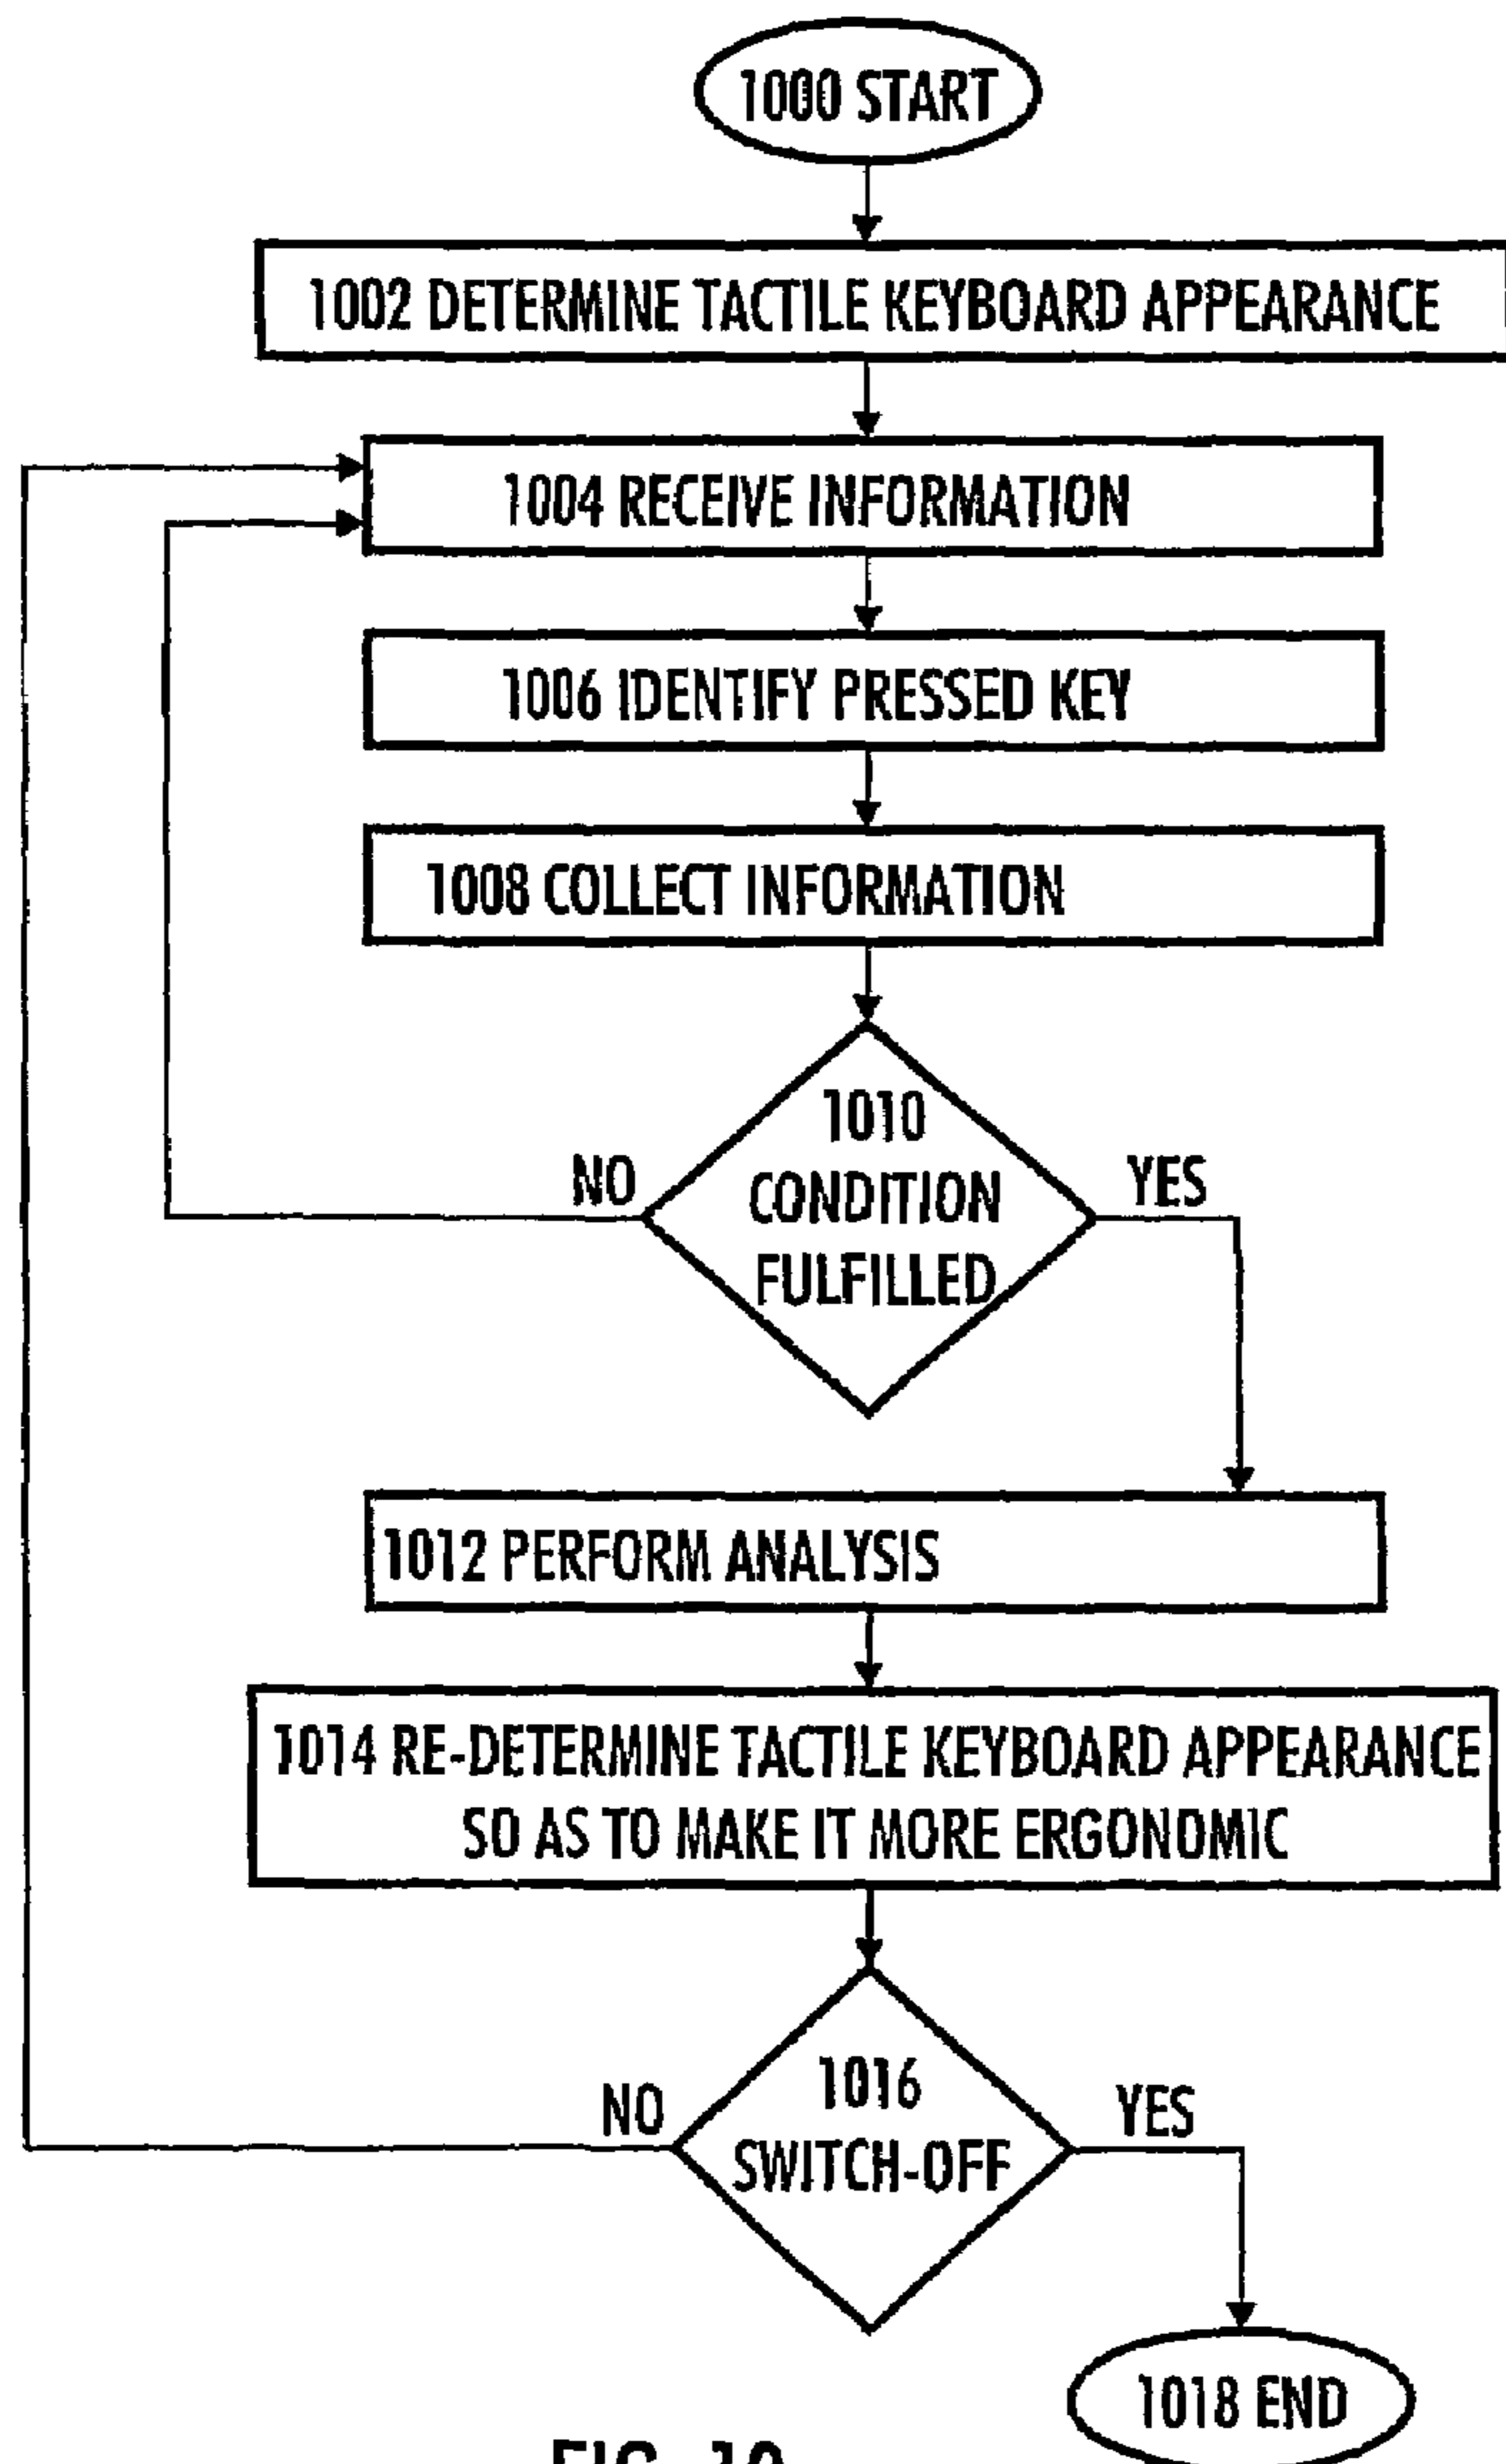 1000 START
1002 DETERMINE TACTILE KEYBOARD APPEARANCE
1004 RECEIVE INFORMATION
1006 IDENTIFY PRESSED KEY
1008 COLLECT INFORMATION
1010
CONDITION
FULFILLED
NO
YES
1012 PERFORM ANALYSIS
1014 RE-DETERMINE TACTILE KEYBOARD APPEARANCE
SO AS TO MAKE IT MORE ERGONOMIC
1016
SWITCH-OFF
NO
YES
1018 END
FIG. 10